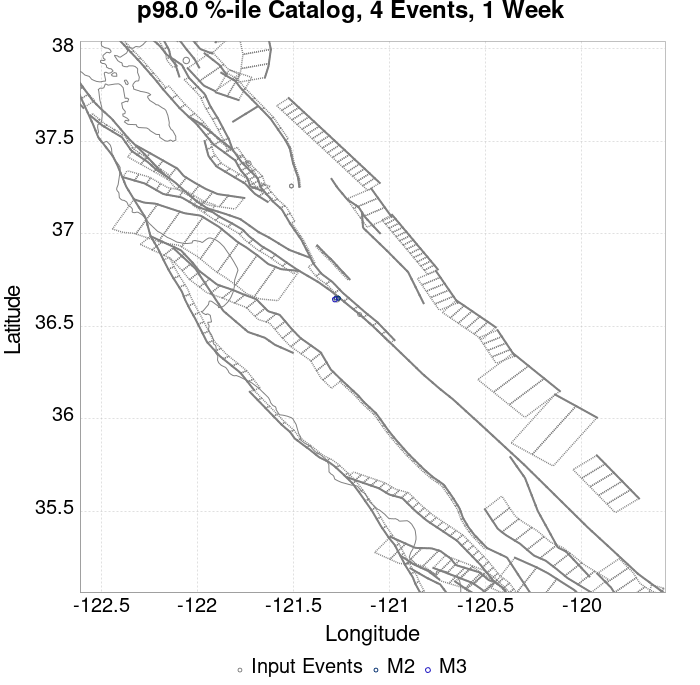 p98.0 %-ile Catalog, 4 Events, 1 Week
38
37.5
37
36.5
36
35.5
Latitude
-122.5 -122 -121.5 -121 -120.5 -120
Longitude
Input Events M2 M3